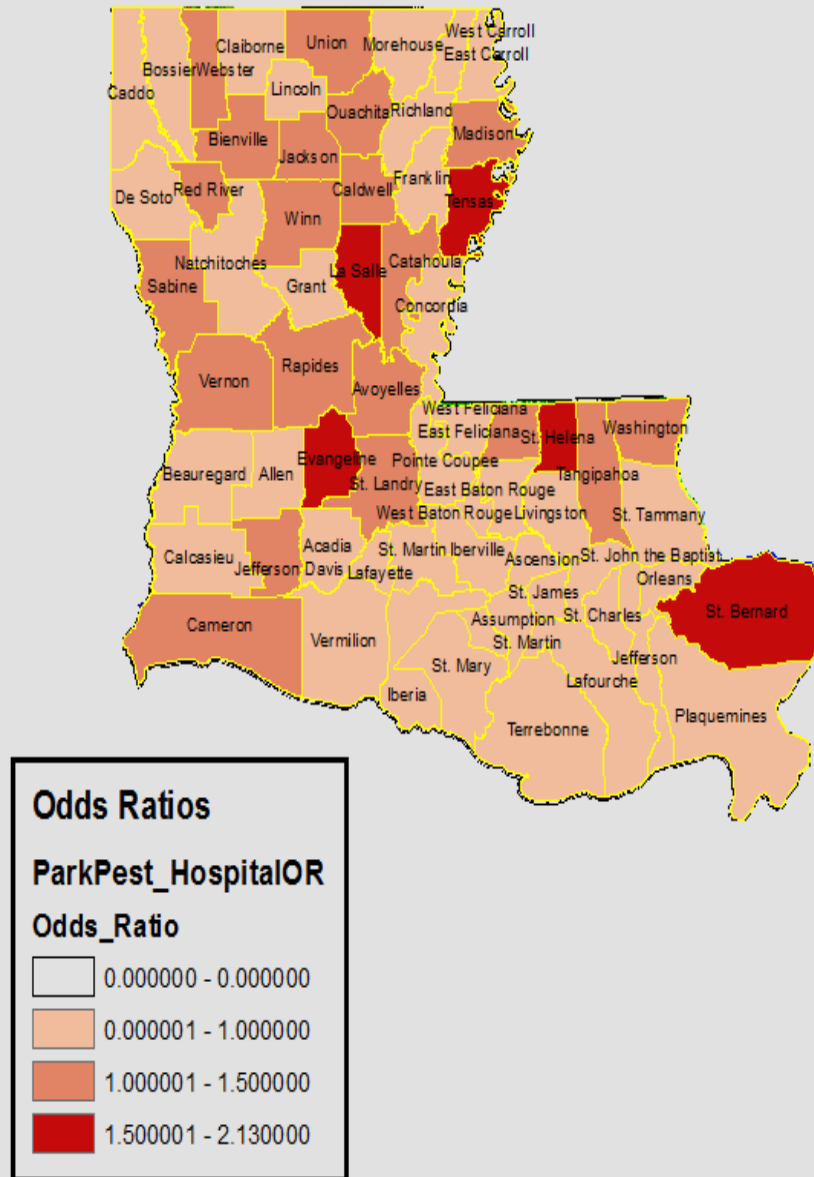 West Carroll
Claiborne
Union
Morehouse
East Carroll
Bossier
Webster
Lincoln
Caddo
Ouachita
Richland
Madison
Bienville
Jackson
Franklin
De Soto
Red River
Caldwell
Tensas
Winn
Natchitoches
La Salle
Catahoula
Sabine
Grant
Concordia
Rapides
Vernon
Avoyelles
West Feliciana
East Feliciana
St. Helena
Washington
Evangeline
Pointe Coupee
Beauregard
Allen
Tangipahoa
St. Landry
East Baton Rouge
West Baton Rouge
Livingston
St. Tammany
Acadia
Calcasieu
Jefferson Davis
St. Martin
Iberville
Ascension
St. John the Baptist
Lafayette
Orleans
St. James
St. Bernard
Cameron
Vermilion
Assumption
St. Charles
St. Martin
Jefferson
St. Mary
Lafourche
Iberia
Plaquemines
Terrebonne
Odds Ratios
ParkPest_HospitalOR
Odds_Ratio
0.000000 - 0.000000
0.000001 - 1.000000
1.000001 - 1.500000
1.500001 - 2.130000